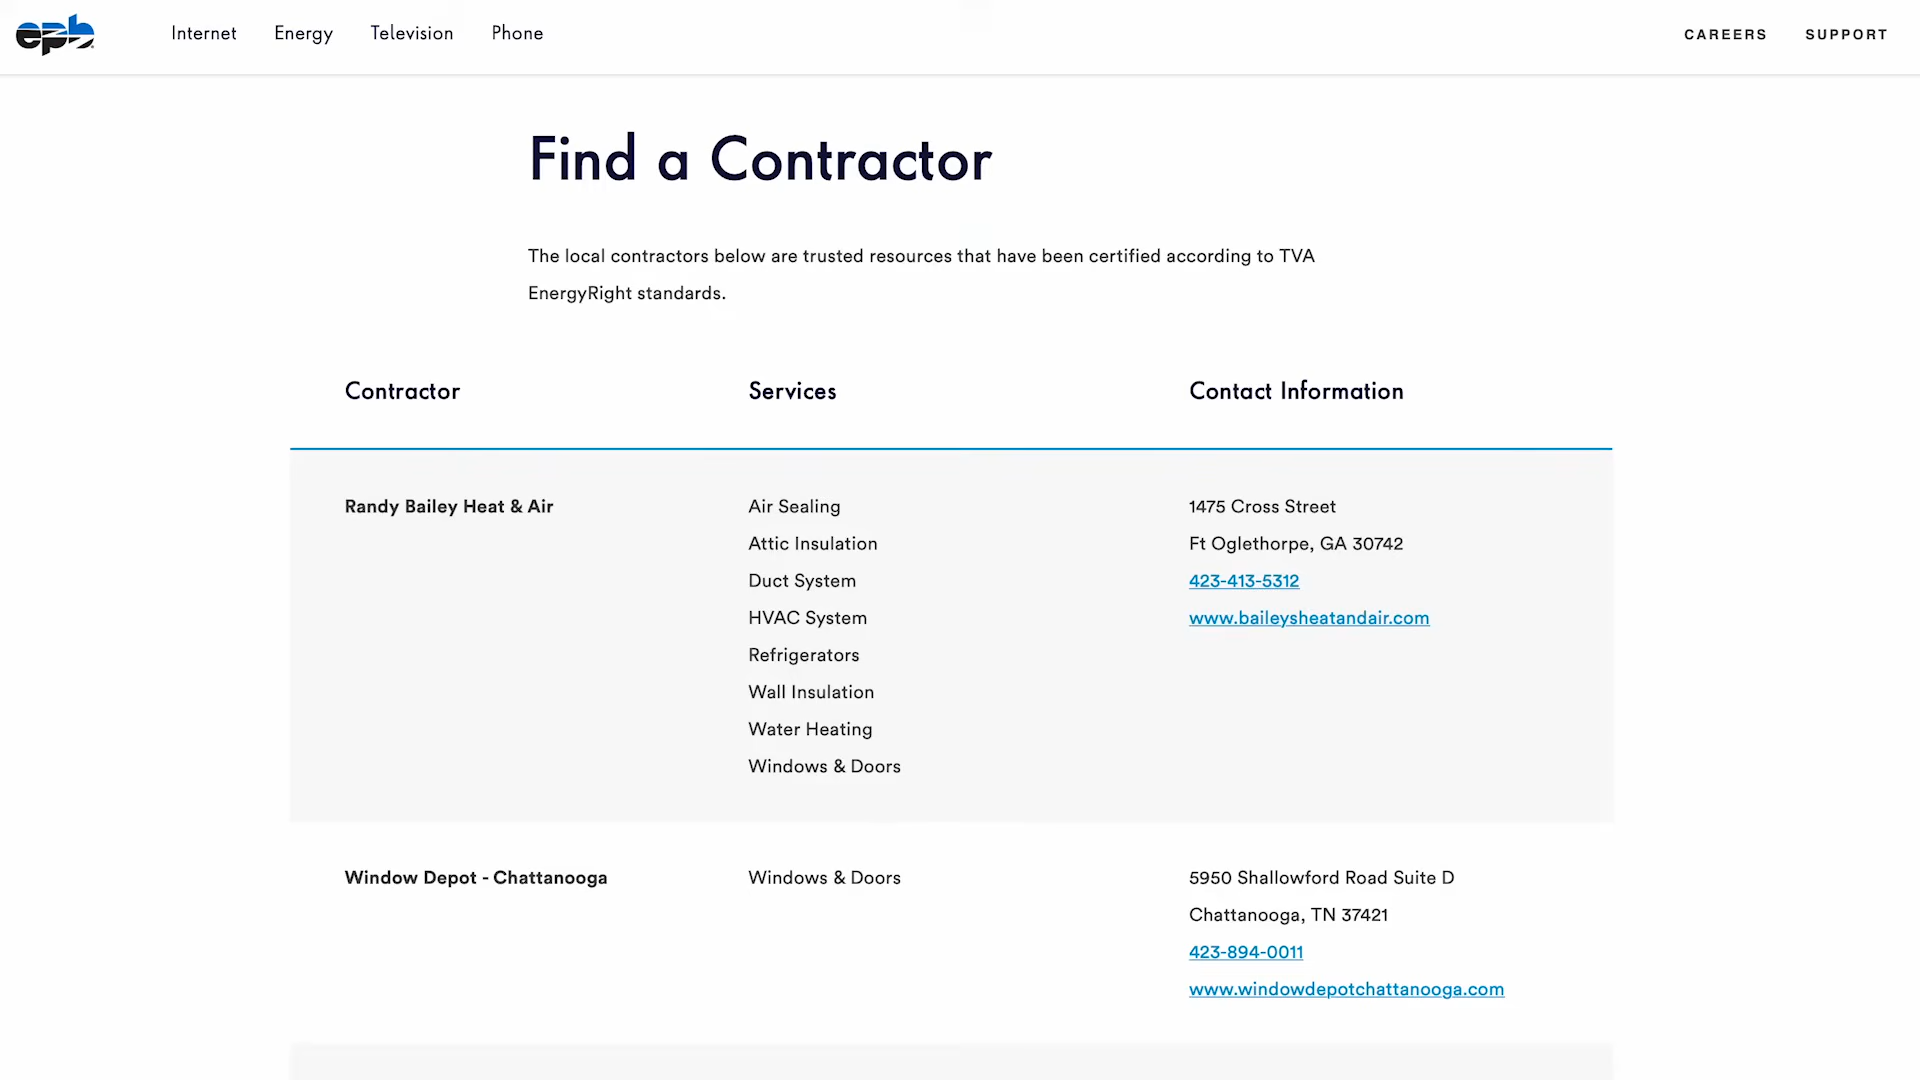 epb
Internet
Energy
Television
Phone
CAREERS
SUPPORT
Find a Contractor
The local contractors below are trusted resources that have been certified according to TVA
EnergyRight standards.
Contractor
Services
Contact Information
Randy Bailey Heat & Air
Air Sealing
Attic Insulation
Duct System
HVAC System
Refrigerators
Wall Insulation
Water Heating
Windows & Doors
1475 Cross Street
Ft Oglethorpe, GA 30742
423-413-5312
www.baileysheatandair.com
Window Depot - Chattanooga
Windows & Doors
5950 Shallowford Road Suite D
Chattanooga, TN 37421
423-894-0011
www.windowdepotchattanooga.com